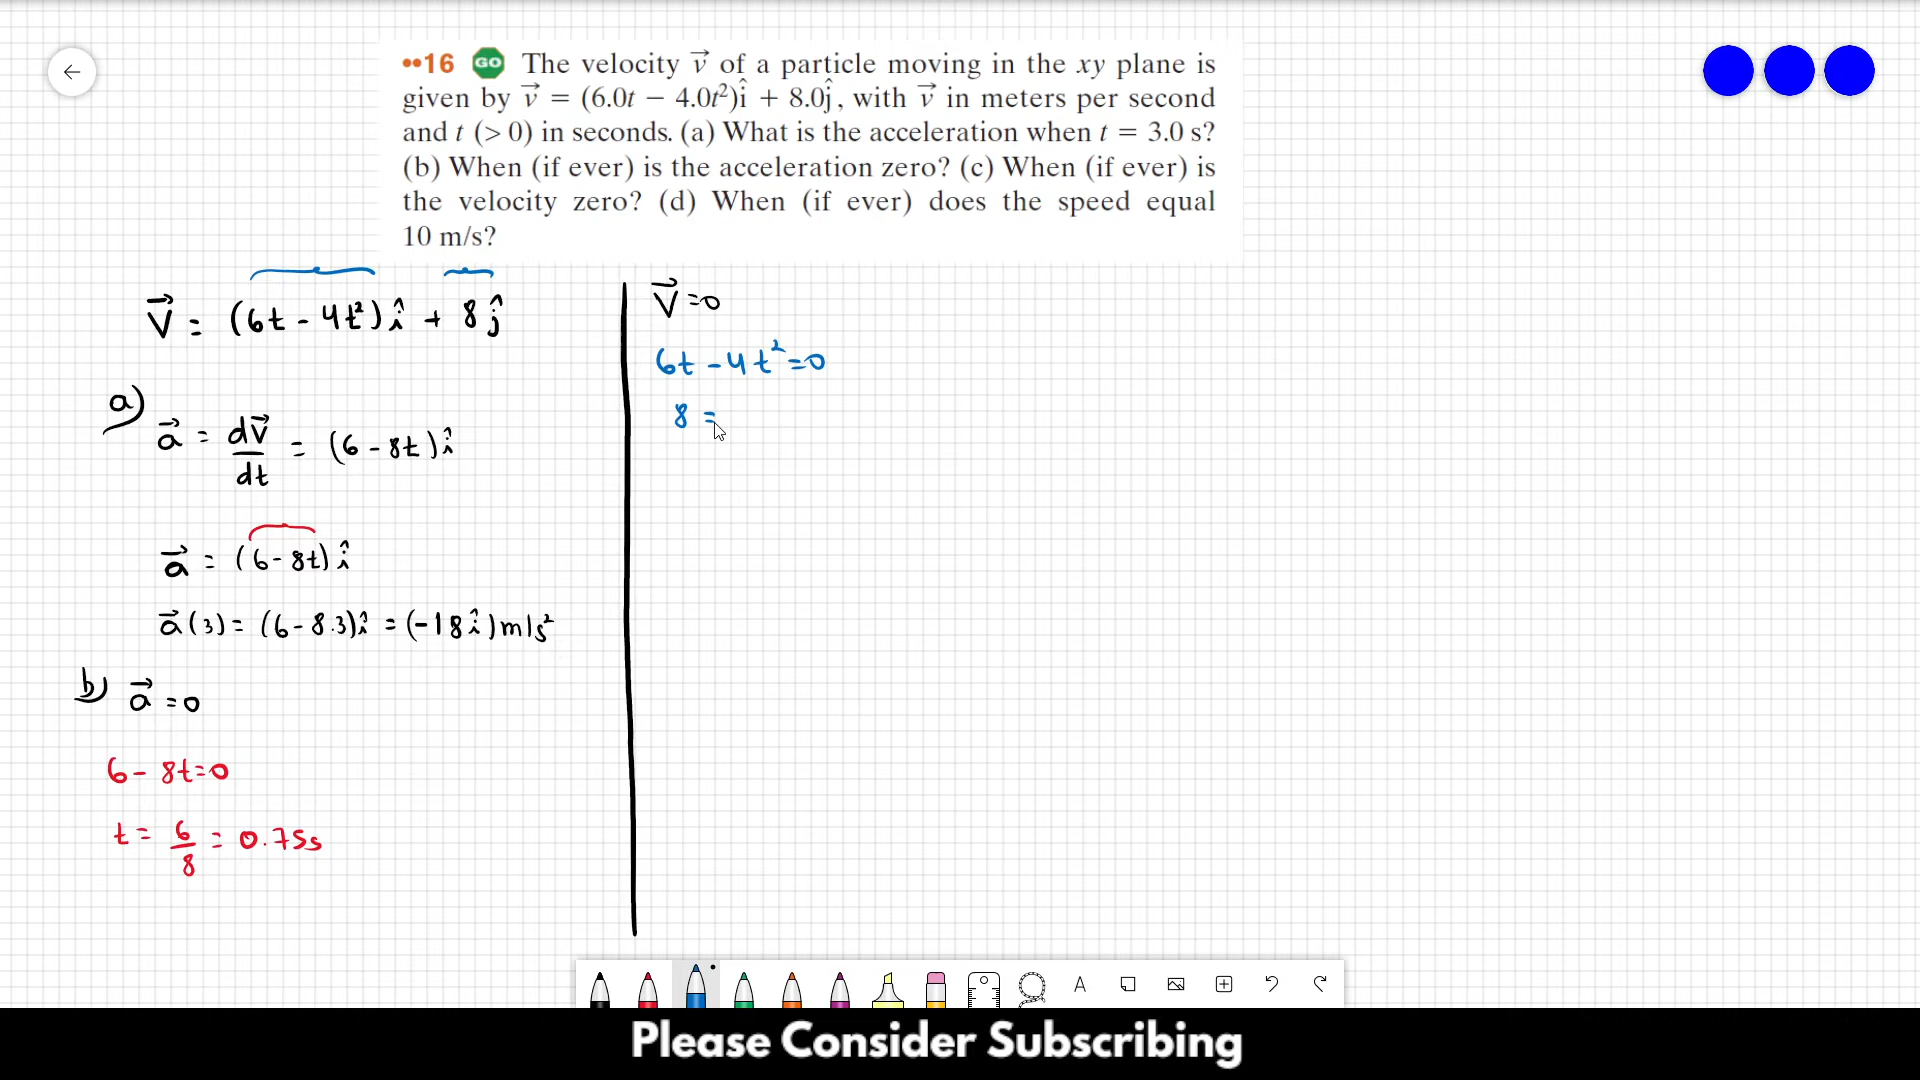 ••16 GO The velocity v⃗ of a particle moving in the xy plane is
given by v⃗ = (6.0t − 4.0t²)î + 8.0ĵ, with v⃗ in meters per second
and t (> 0) in seconds. (a) What is the acceleration when t = 3.0 s?
(b) When (if ever) is the acceleration zero? (c) When (if ever) is
the velocity zero? (d) When (if ever) does the speed equal
10 m/s?
V⃗ = (6t - 4t²)î + 8ĵ
a)
a⃗ = dV⃗/dt = (6 - 8t)î
a⃗ = (6 - 8t)î
a⃗(3) = (6 - 8.3)î = (-18î) m/s²
b) a⃗ = 0
6 - 8t = 0
t = 6/8 = 0.75s
V⃗ = 0
6t - 4t² = 0
8 =
A
Please Consider Subscribing